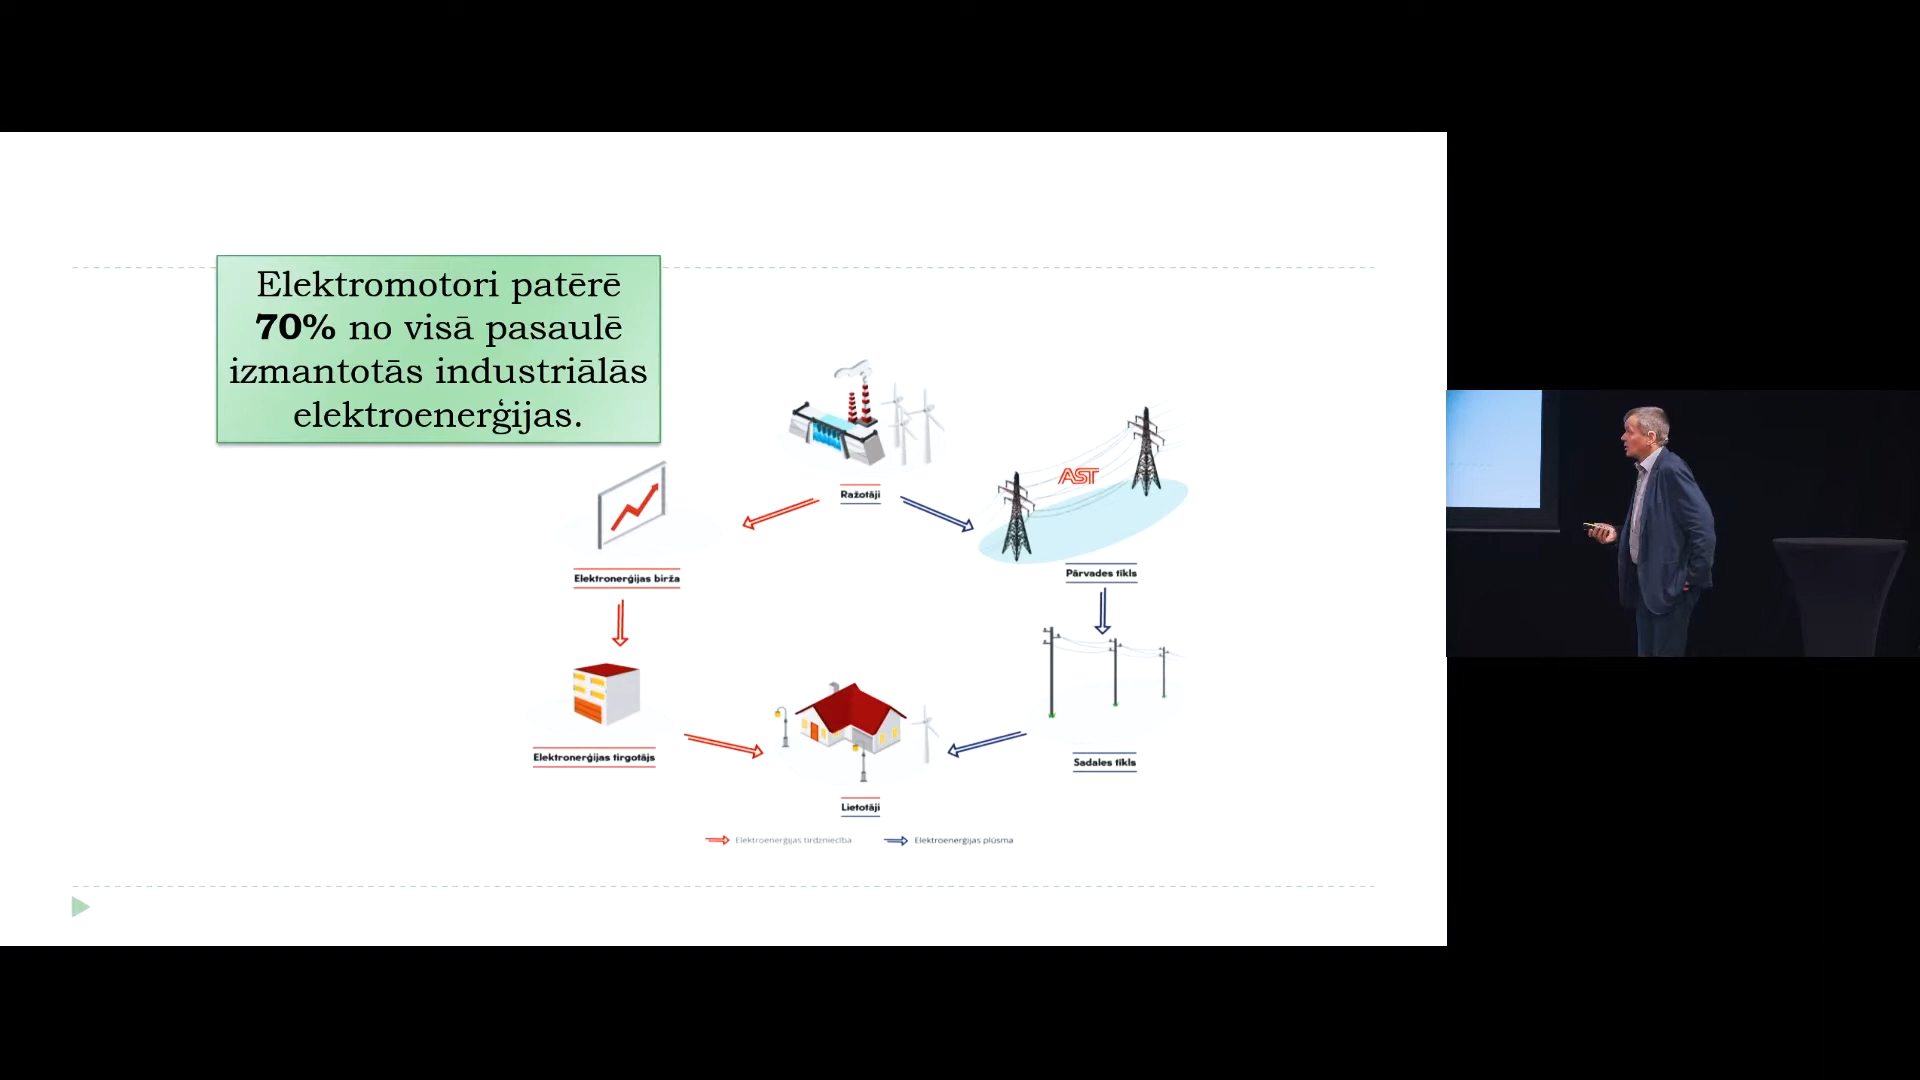 Elektromotori patērē
70% no visā pasaulē
izmantotās industriālās
elektroenerģijas.
Ražotāji
AST
Elektronerģijas birža
Pārvades tīkls
Elektronerģijas tirgotājs
Sadales tīkls
Lietotāji
Elektroenerģijas tirdzniecība
Elektroenerģijas plūsma